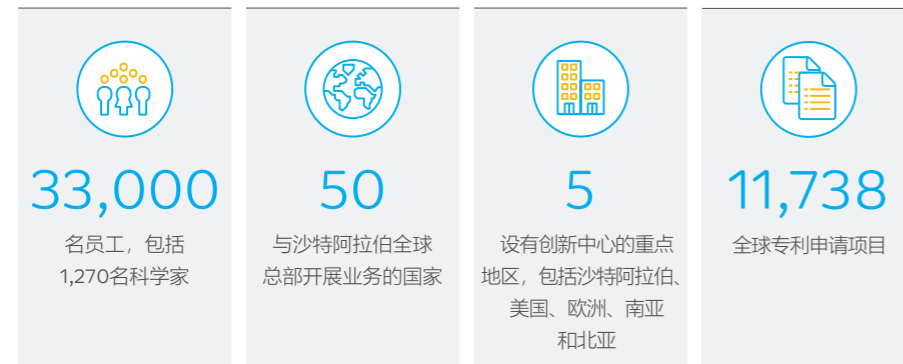 33,000
名员工，包括
1,270名科学家
50
与沙特阿拉伯全球
总部开展业务的国家
5
设有创新中心的重点
地区，包括沙特阿拉伯、
美国、欧洲、南亚
和北亚
11,738
全球专利申请项目